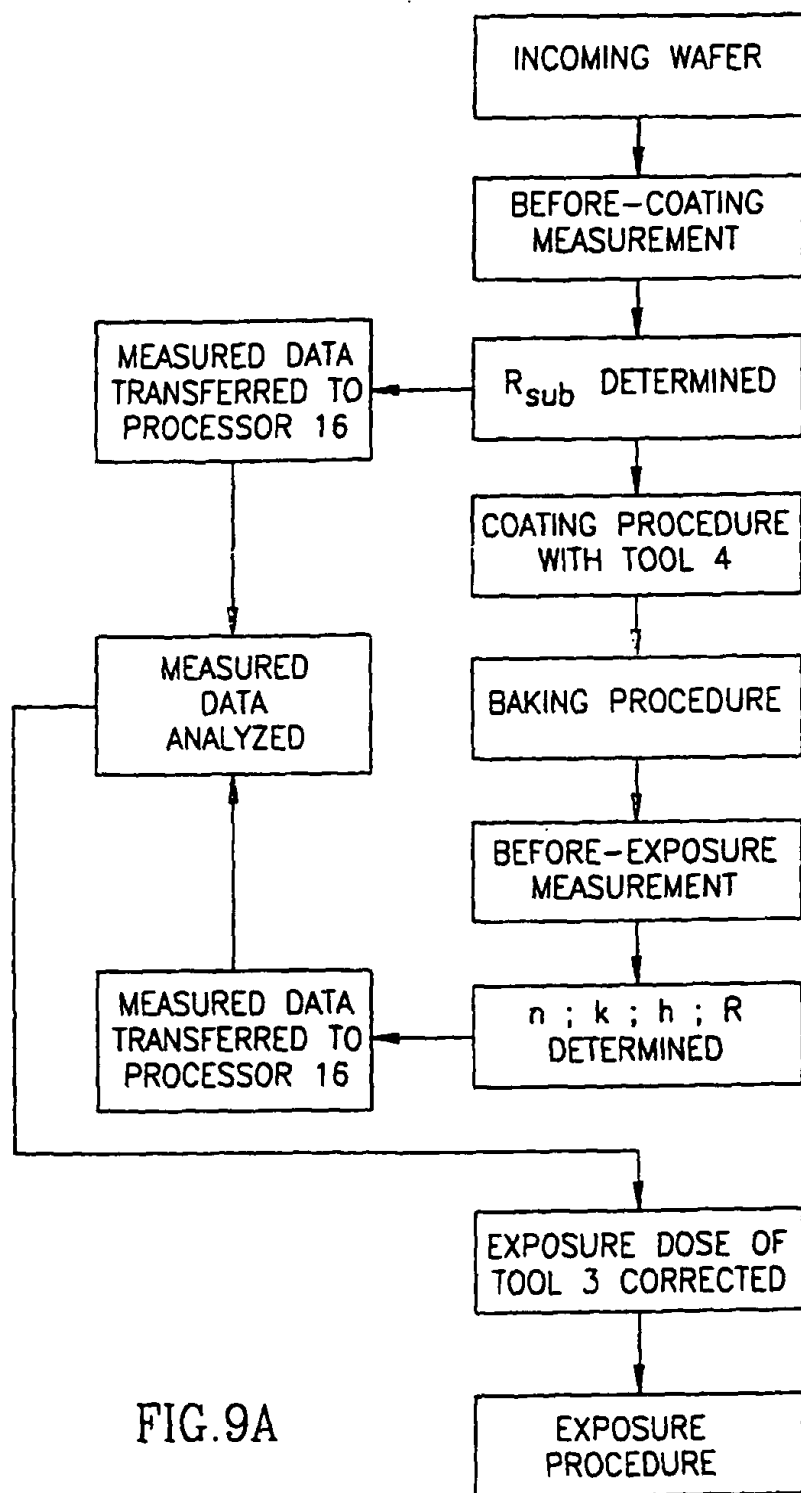 INCOMING WAFER
BEFORE-COATING
MEASUREMENT
R_sub DETERMINED
MEASURED DATA
TRANSFERRED TO
PROCESSOR 16
COATING PROCEDURE
WITH TOOL 4
MEASURED
DATA
ANALYZED
BAKING PROCEDURE
BEFORE-EXPOSURE
MEASUREMENT
n ; k ; h ; R
DETERMINED
MEASURED DATA
TRANSFERRED TO
PROCESSOR 16
EXPOSURE DOSE OF
TOOL 3 CORRECTED
EXPOSURE
PROCEDURE
FIG.9A